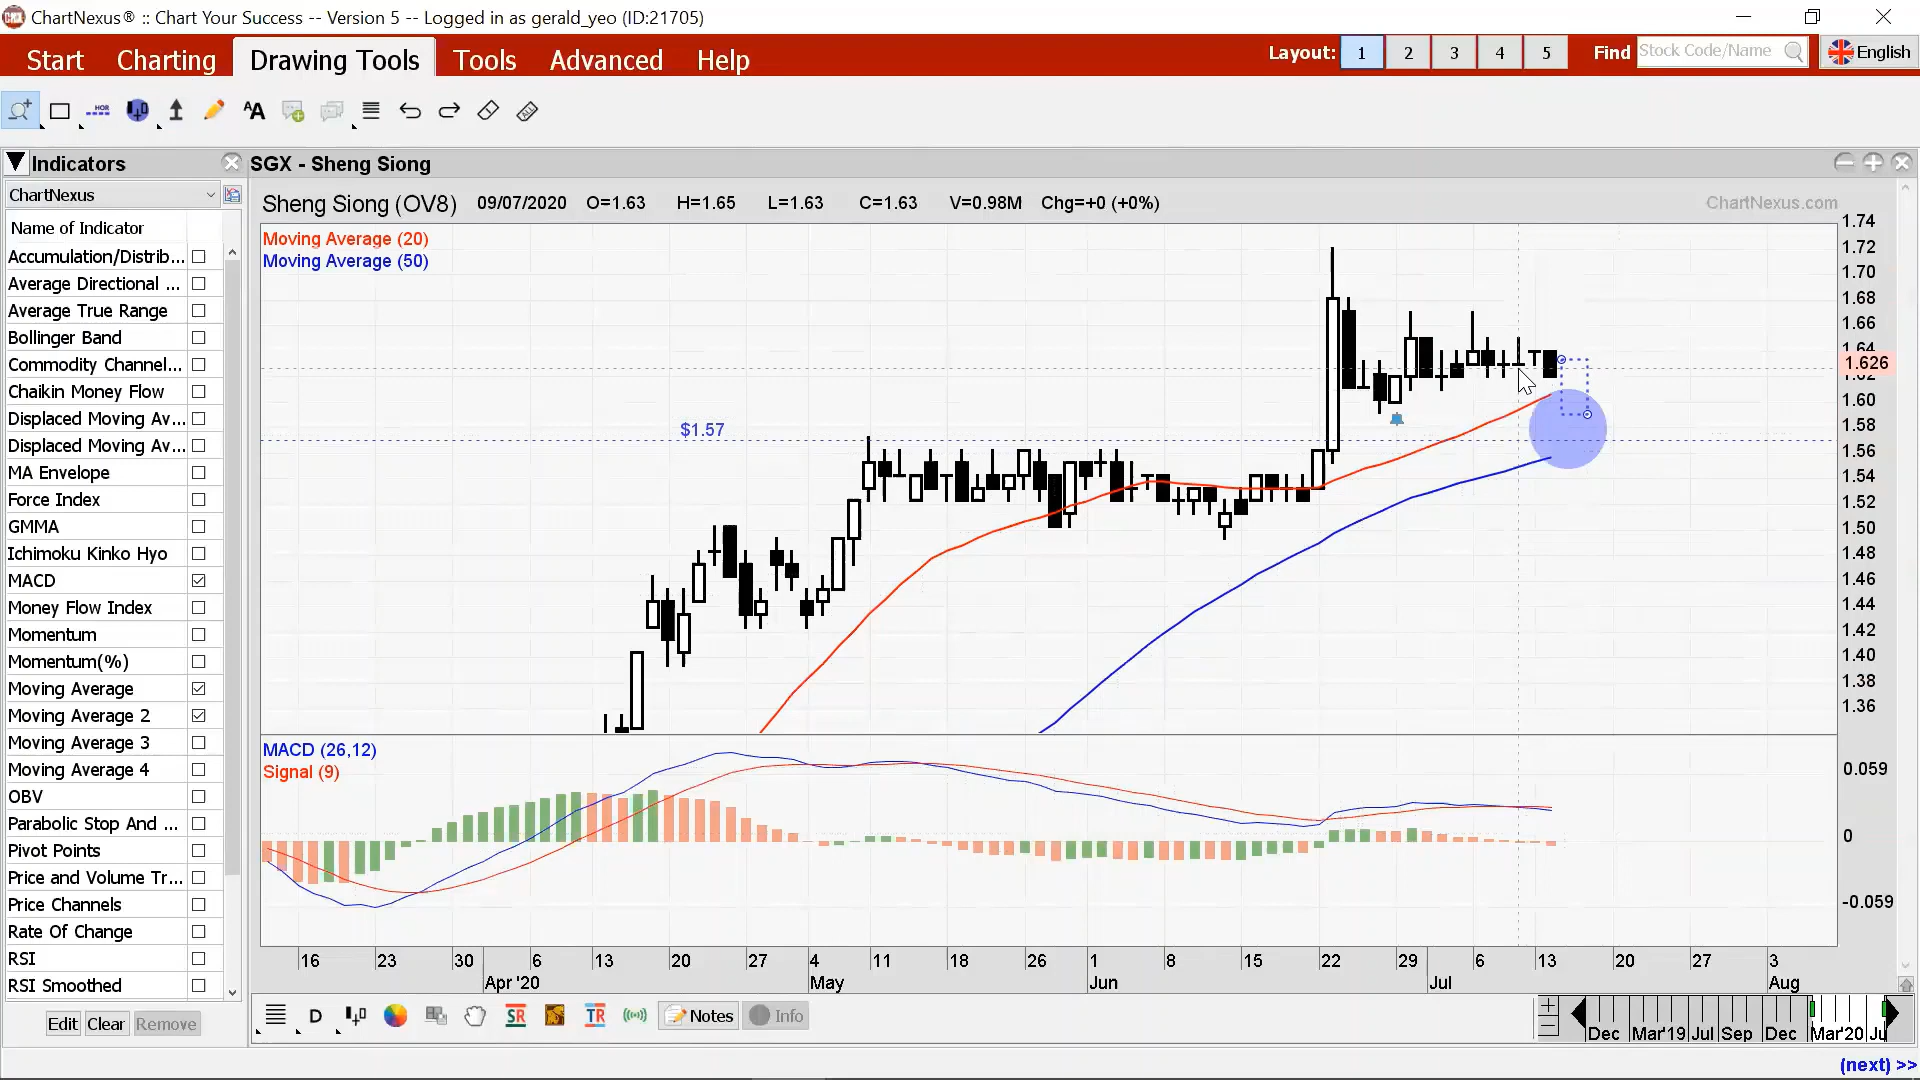 ChartNexus® :: Chart Your Success -- Version 5 -- Logged in as gerald_yeo (ID:21705)
Start Charting Drawing Tools Tools Advanced Help Layout: 1 2 3 4 5 Find Stock Code/Name English
HOR AA ALL
Indicators
SGX - Sheng Siong
ChartNexus
Sheng Siong (OV8) 09/07/2020 O=1.63 H=1.65 L=1.63 C=1.63 V=0.98M Chg=+0 (+0%) ChartNexus.com
Name of Indicator
Accumulation/Distrib...
Average Directional ...
Average True Range
Bollinger Band
Commodity Channel...
Chaikin Money Flow
Displaced Moving Av...
Displaced Moving Av...
MA Envelope
Force Index
GMMA
Ichimoku Kinko Hyo
MACD
Money Flow Index
Momentum
Momentum(%)
Moving Average
Moving Average 2
Moving Average 3
Moving Average 4
OBV
Parabolic Stop And ...
Pivot Points
Price and Volume Tr...
Price Channels
Rate Of Change
RSI
RSI Smoothed
Edit Clear Remove
Moving Average (20)
Moving Average (50)
$1.57
1.74
1.72
1.70
1.68
1.66
1.64
1.626
1.62
1.60
1.58
1.56
1.54
1.52
1.50
1.48
1.46
1.44
1.42
1.40
1.38
1.36
MACD (26,12)
Signal (9)
0.059
0
-0.059
16 23 30 6 13 20 27 4 11 18 26 1 8 15 22 29 6 13 20 27 3
Apr '20 May Jun Jul Aug
D SR TR Notes Info
Dec Mar'19 Jul Sep Dec Mar'20 Ju
(next) >>